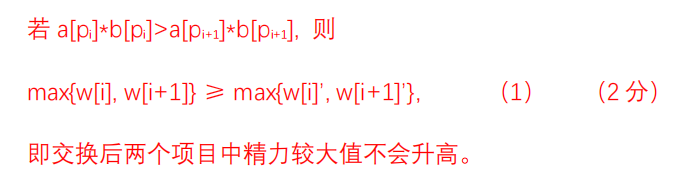 若 a[pᵢ]*b[pᵢ]>a[pᵢ₊₁]*b[pᵢ₊₁], 则
max{w[i], w[i+1]} ⩾ max{w[i]’, w[i+1]’}, （1） （2 分）
即交换后两个项目中精力较大值不会升高。